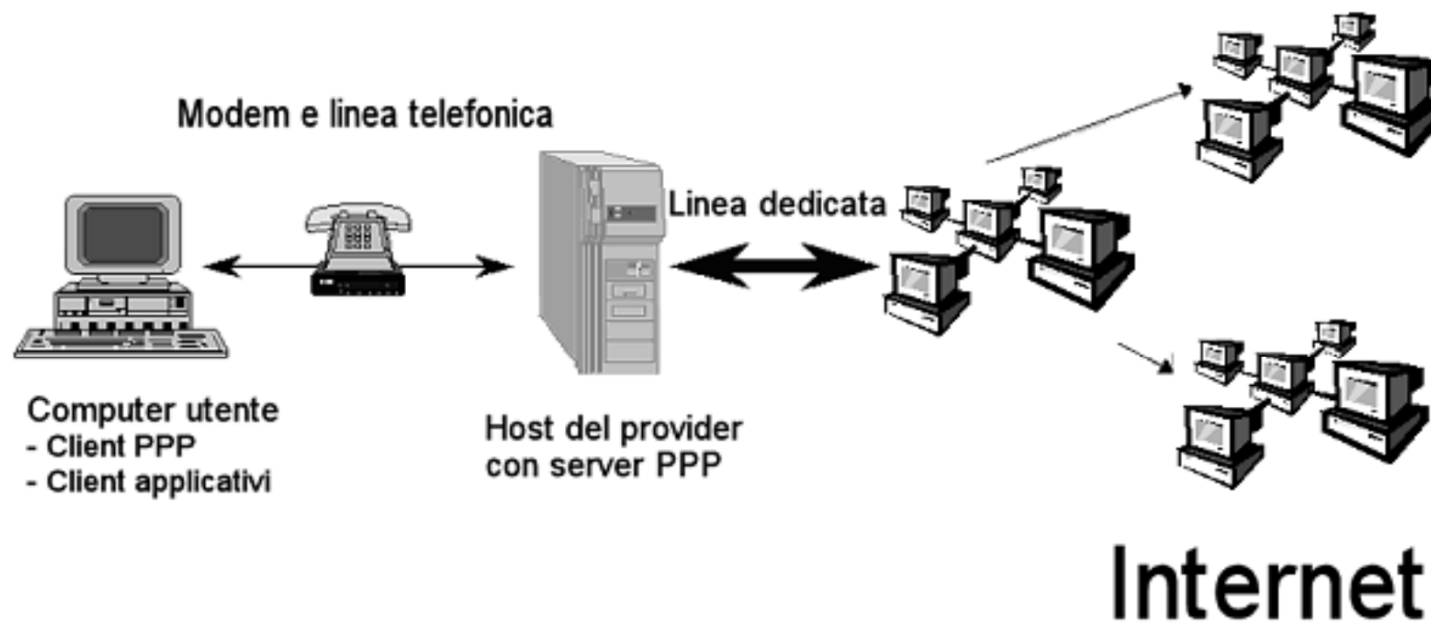 Modem e linea telefonica
Linea dedicata
Computer utente
- Client PPP
- Client applicativi
Host del provider
con server PPP
Internet